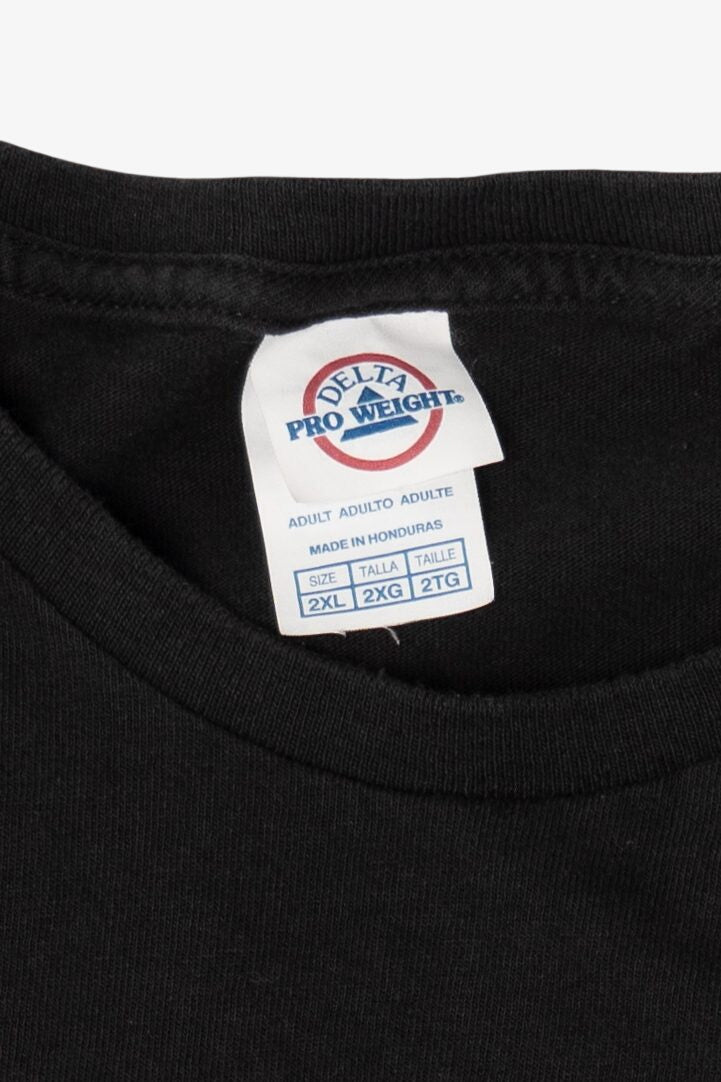 DELTA
PRO WEIGHT®
ADULT ADULTO ADULTE
MADE IN HONDURAS
SIZE TALLA TAILLE
2XL 2XG 2TG